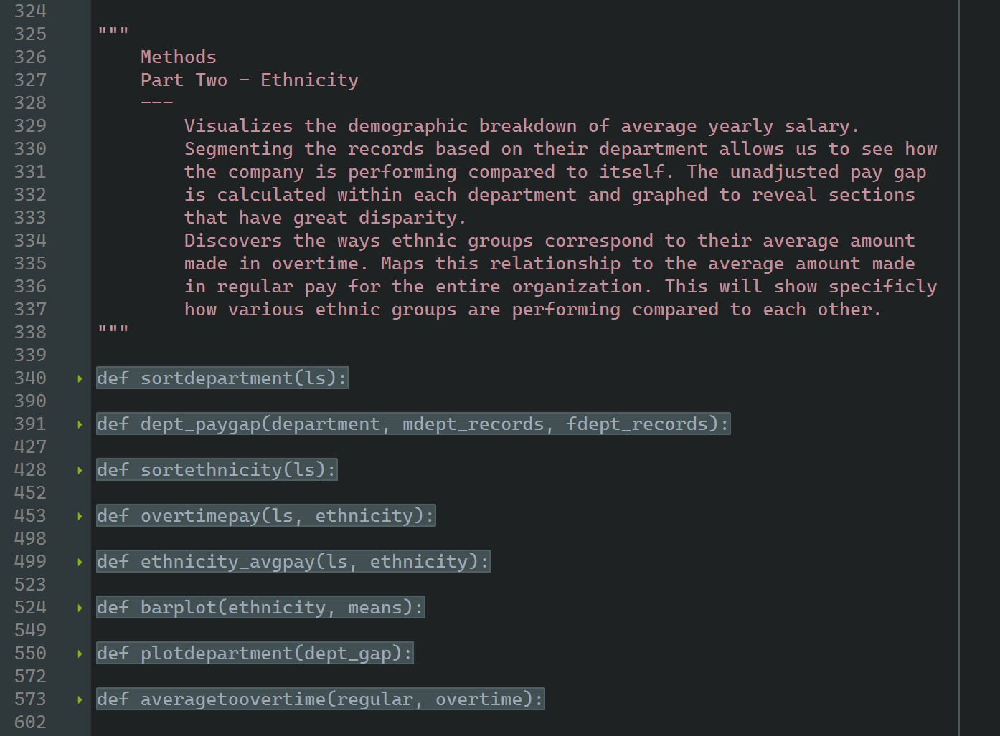 324
325 """
326 Methods
327 Part Two - Ethnicity
328 ---
329 Visualizes the demographic breakdown of average yearly salary.
330 Segmenting the records based on their department allows us to see how
331 the company is performing compared to itself. The unadjusted pay gap
332 is calculated within each department and graphed to reveal sections
333 that have great disparity.
334 Discovers the ways ethnic groups correspond to their average amount
335 made in overtime. Maps this relationship to the average amount made
336 in regular pay for the entire organization. This will show specificly
337 how various ethnic groups are performing compared to each other.
338 """
339
340 def sortdepartment(ls):
390
391 def dept_paygap(department, mdept_records, fdept_records):
427
428 def sortethnicity(ls):
452
453 def overtimepay(ls, ethnicity):
498
499 def ethnicity_avgpay(ls, ethnicity):
523
524 def barplot(ethnicity, means):
549
550 def plotdepartment(dept_gap):
572
573 def averagetoovertime(regular, overtime):
602